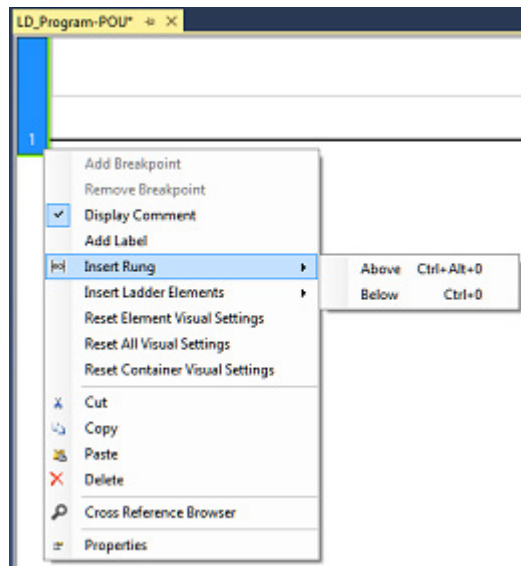 LD_Program-POU*
1
Add Breakpoint
Remove Breakpoint
Display Comment
Add Label
Insert Rung
Above Ctrl+Alt+0
Below Ctrl+0
Insert Ladder Elements
Reset Element Visual Settings
Reset All Visual Settings
Reset Container Visual Settings
Cut
Copy
Paste
Delete
Cross Reference Browser
Properties